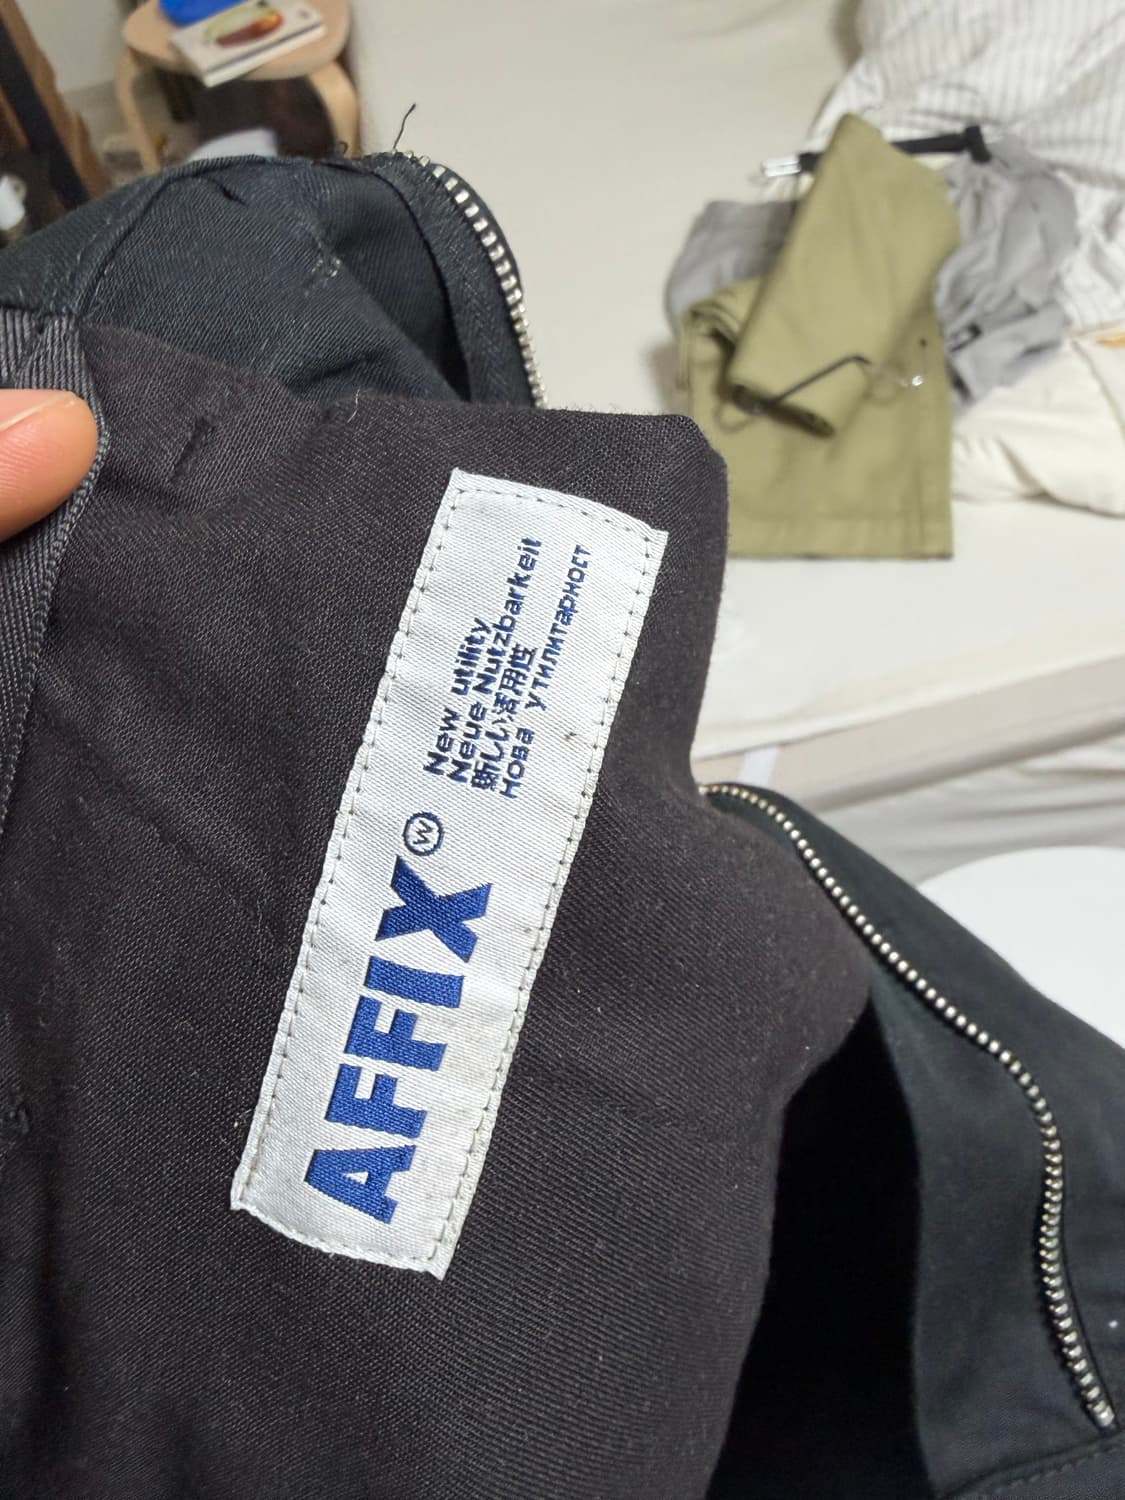 AFFIX Ⓦ
New utility
Neue Nutzbarkeit
新しい活用性
Нова утилитарност